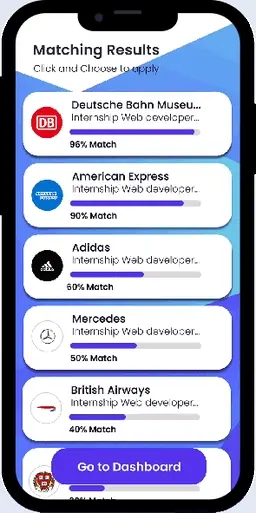 Matching Results
Click and Choose to apply
DB
Deutsche Bahn Museu...
Internship Web developer...
96% Match
American Express
Internship Web developer...
90% Match
Adidas
Internship Web developer...
60% Match
Mercedes
Internship Web developer...
50% Match
British Airways
Internship Web developer...
40% Match
Go to Dashboard